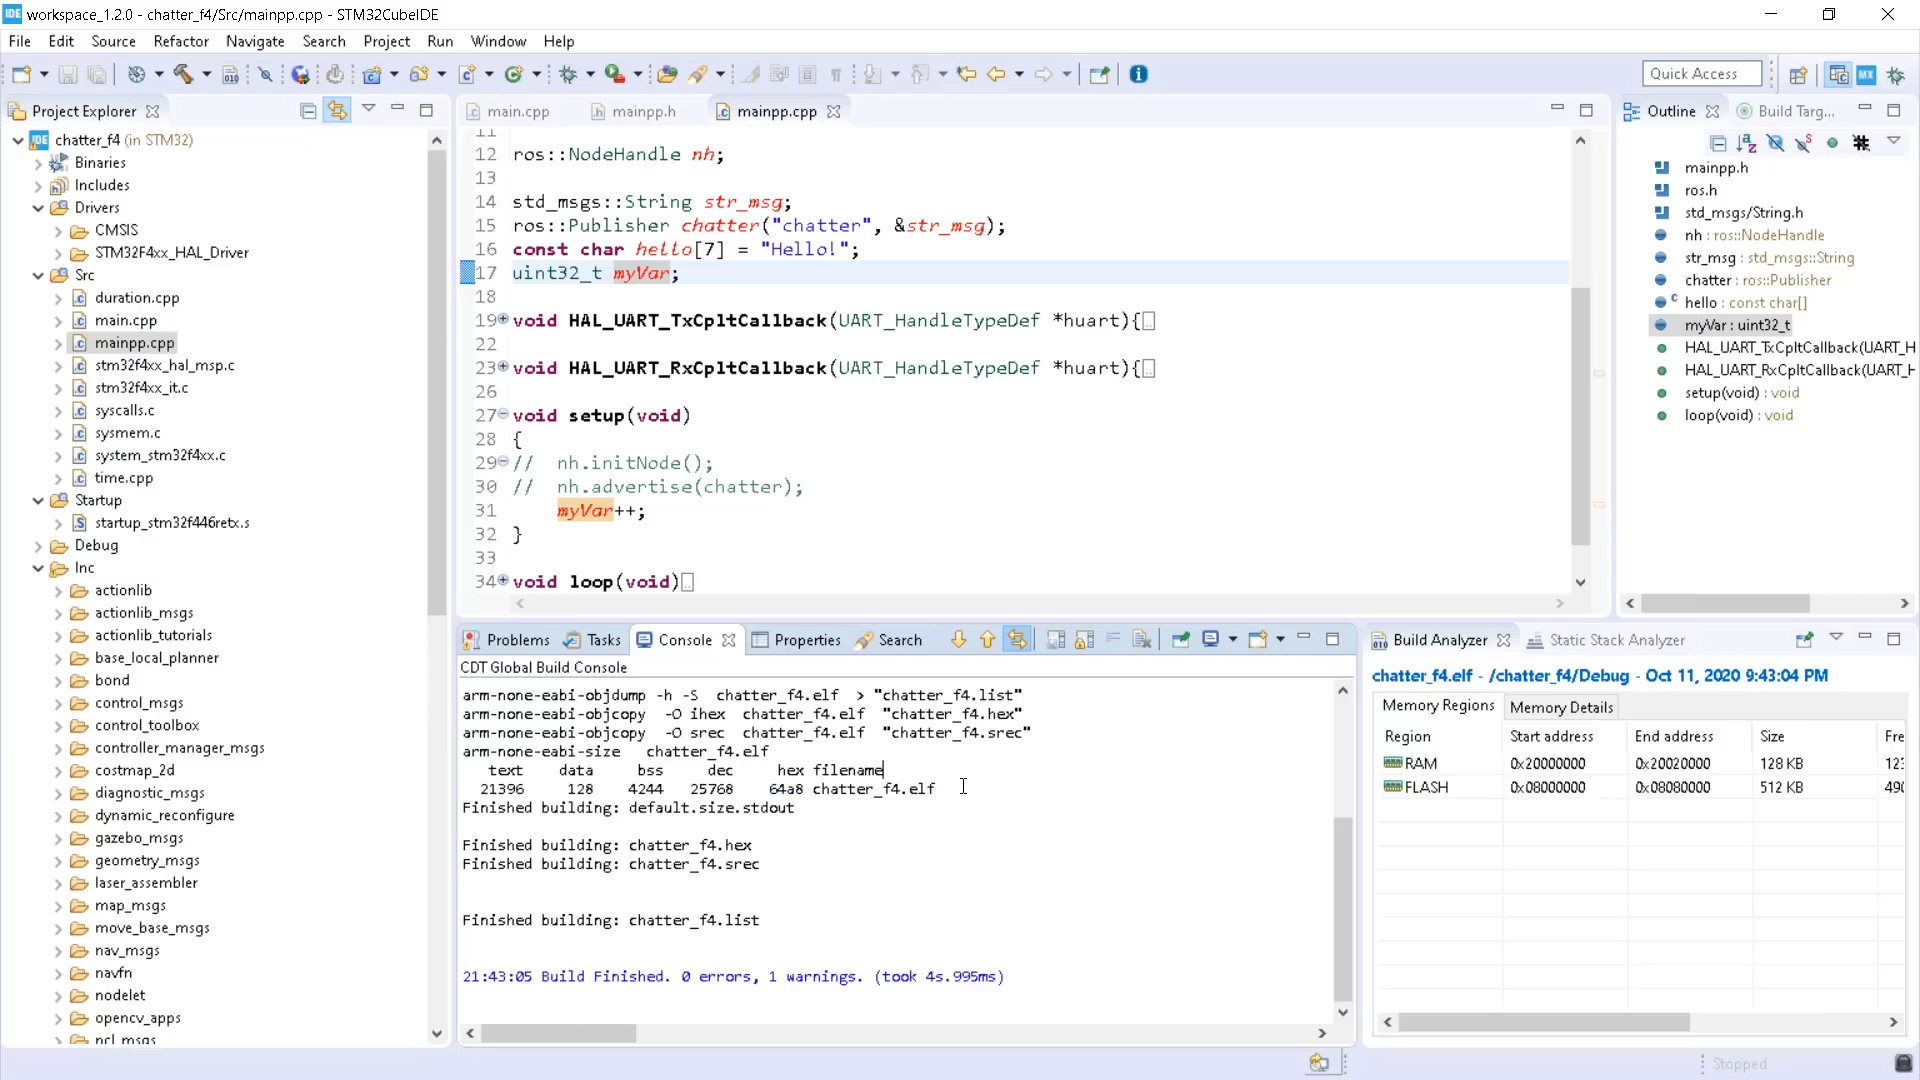 workspace_1.2.0 - chatter_f4/Src/mainpp.cpp - STM32CubeIDE
File Edit Source Refactor Navigate Search Project Run Window Help
Quick Access
Project Explorer
chatter_f4 (in STM32)
Binaries
Includes
Drivers
CMSIS
STM32F4xx_HAL_Driver
Src
duration.cpp
main.cpp
mainpp.cpp
stm32f4xx_hal_msp.c
stm32f4xx_it.c
syscalls.c
sysmem.c
system_stm32f4xx.c
time.cpp
Startup
startup_stm32f446retx.s
Debug
Inc
actionlib
actionlib_msgs
actionlib_tutorials
base_local_planner
bond
control_msgs
control_toolbox
controller_manager_msgs
costmap_2d
diagnostic_msgs
dynamic_reconfigure
gazebo_msgs
geometry_msgs
laser_assembler
map_msgs
move_base_msgs
nav_msgs
navfn
nodelet
opencv_apps
pcl_msgs
main.cpp mainpp.h mainpp.cpp
11
12 ros::NodeHandle nh;
13
14 std_msgs::String str_msg;
15 ros::Publisher chatter("chatter", &str_msg);
16 const char hello[7] = "Hello!";
17 uint32_t myVar;
18
19 void HAL_UART_TxCpltCallback(UART_HandleTypeDef *huart){
22
23 void HAL_UART_RxCpltCallback(UART_HandleTypeDef *huart){
26
27 void setup(void)
28 {
29 // nh.initNode();
30 // nh.advertise(chatter);
31 myVar++;
32 }
33
34 void loop(void)
Outline Build Targ...
mainpp.h
ros.h
std_msgs/String.h
nh : ros::NodeHandle
str_msg : std_msgs::String
chatter : ros::Publisher
hello : const char[]
myVar : uint32_t
HAL_UART_TxCpltCallback(UART_H
HAL_UART_RxCpltCallback(UART_H
setup(void) : void
loop(void) : void
Problems Tasks Console Properties Search
CDT Global Build Console
arm-none-eabi-objdump -h -S chatter_f4.elf > "chatter_f4.list"
arm-none-eabi-objcopy -O ihex chatter_f4.elf "chatter_f4.hex"
arm-none-eabi-objcopy -O srec chatter_f4.elf "chatter_f4.srec"
arm-none-eabi-size chatter_f4.elf
text data bss dec hex filename
21396 128 4244 25768 64a8 chatter_f4.elf
Finished building: default.size.stdout
Finished building: chatter_f4.hex
Finished building: chatter_f4.srec
Finished building: chatter_f4.list
21:43:05 Build Finished. 0 errors, 1 warnings. (took 4s.995ms)
Build Analyzer Static Stack Analyzer
chatter_f4.elf - /chatter_f4/Debug - Oct 11, 2020 9:43:04 PM
Memory Regions Memory Details
Region Start address End address Size Fre
RAM 0x20000000 0x20020000 128 KB 123
FLASH 0x08000000 0x08080000 512 KB 490
Stopped